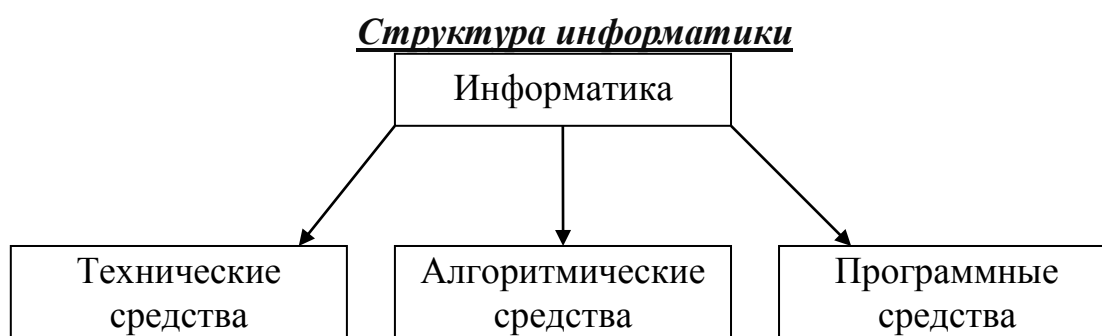 Структура информатики
Информатика
Технические
средства
Алгоритмические
средства
Программные
средства